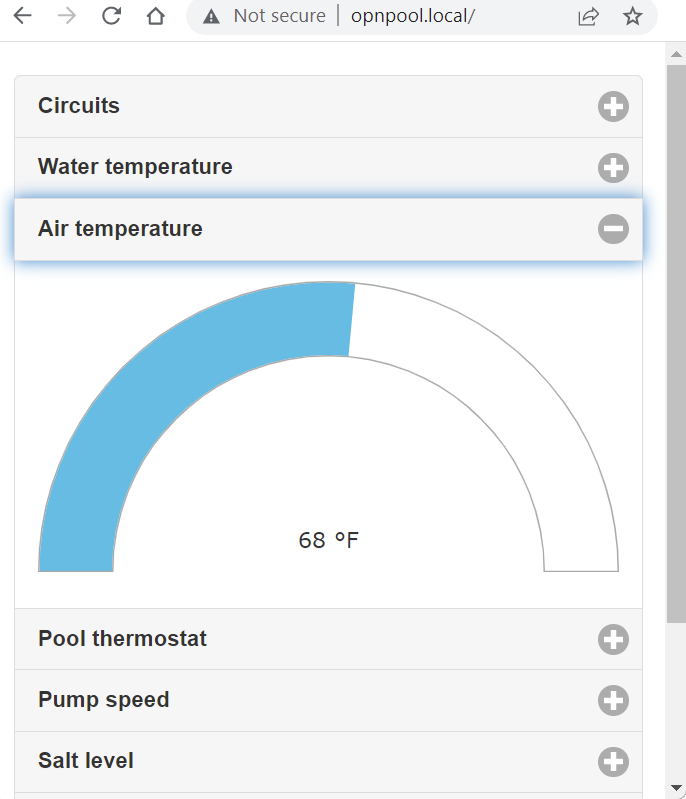 Not secure | opnpool.local/
Circuits
Water temperature
Air temperature
68 °F
Pool thermostat
Pump speed
Salt level